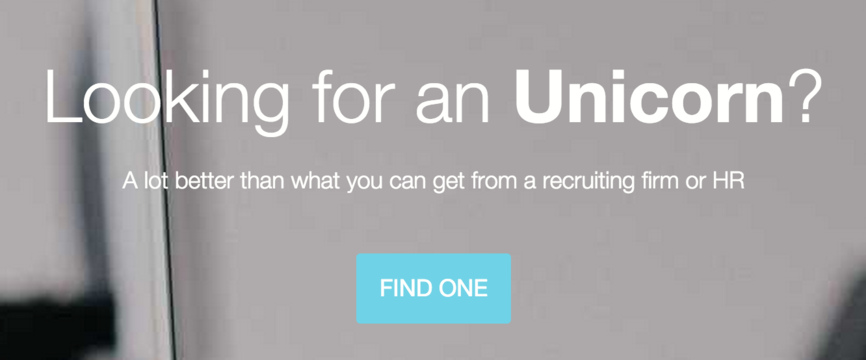 Looking for an Unicorn?
A lot better than what you can get from a recruiting firm or HR
FIND ONE